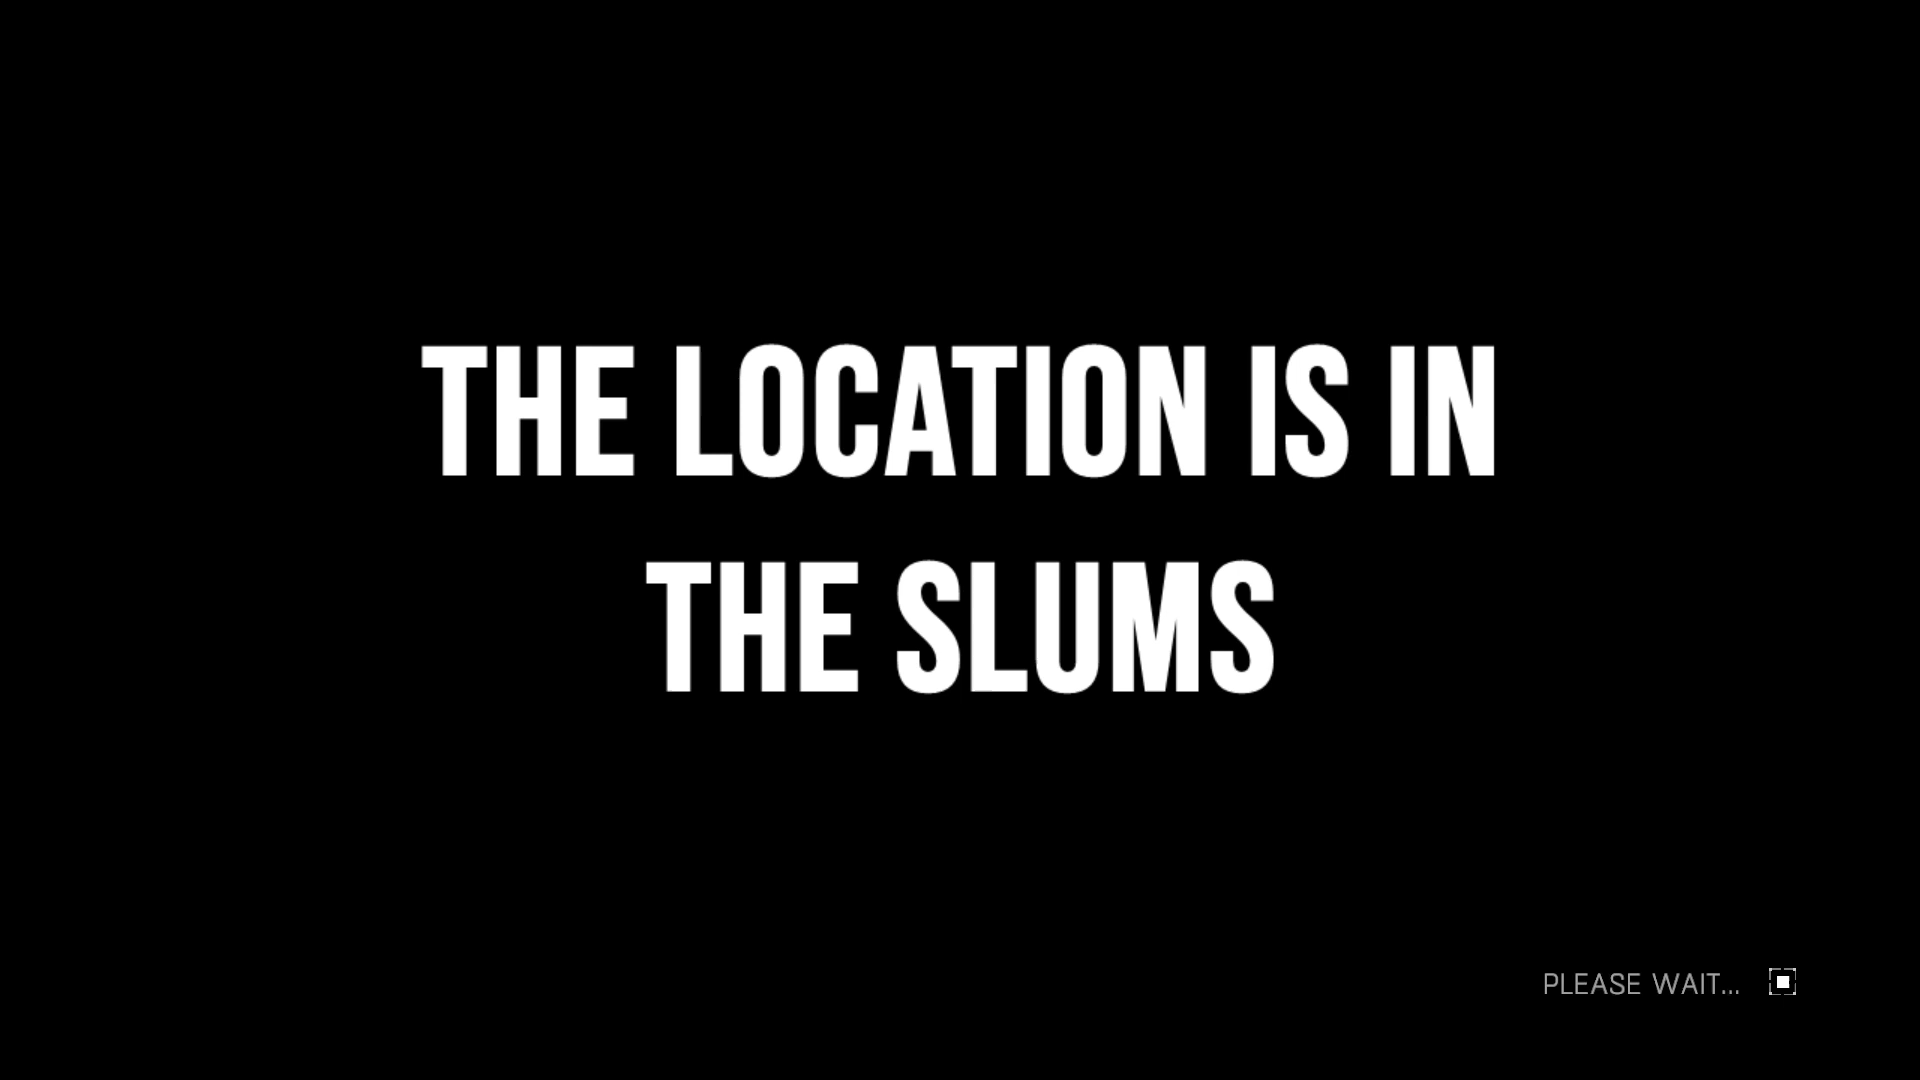 THE LOCATION IS IN
THE SLUMS
PLEASE WAIT...